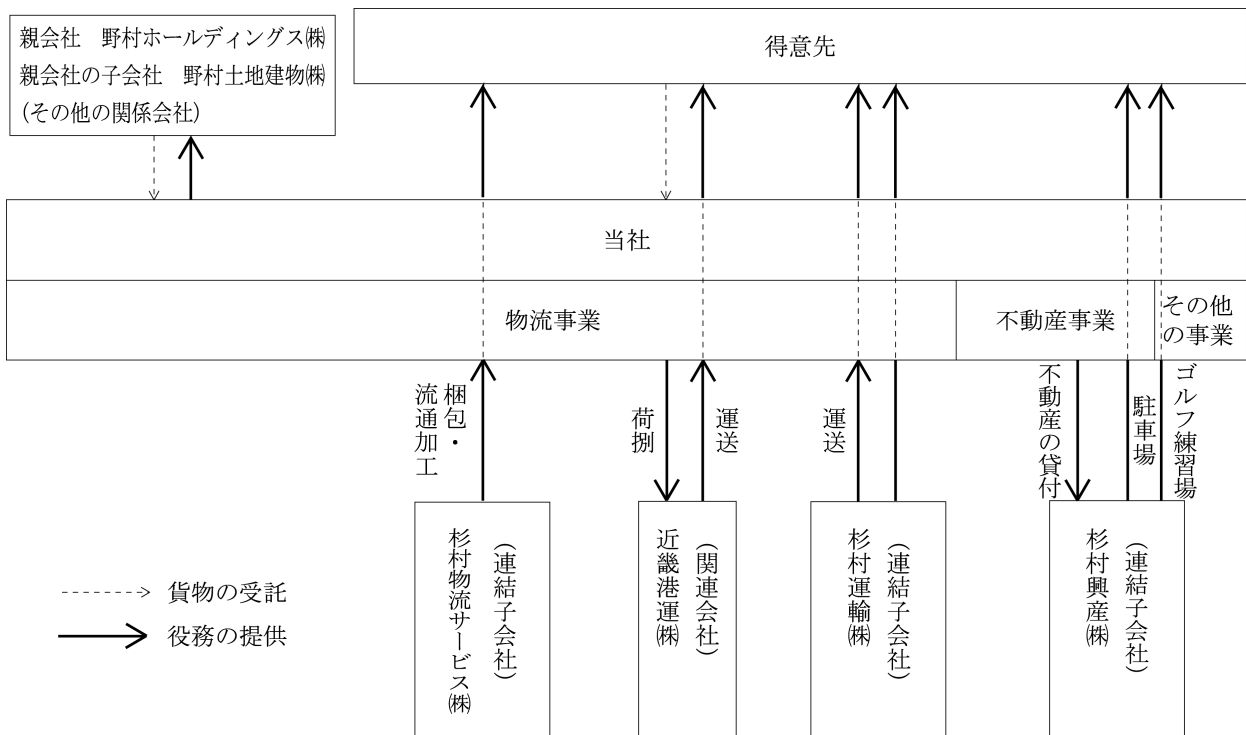 親会社　野村ホールディングス㈱
親会社の子会社　野村土地建物㈱
(その他の関係会社)
得意先
当社
物流事業
不動産事業
その他
の事業
梱包・
流通加工
荷捌
運送
運送
不動産の貸付
駐車場
ゴルフ練習場
(連結子会社)
杉村物流サービス㈱
(関連会社)
近畿港運㈱
(連結子会社)
杉村運輸㈱
(連結子会社)
杉村興産㈱
貨物の受託
役務の提供